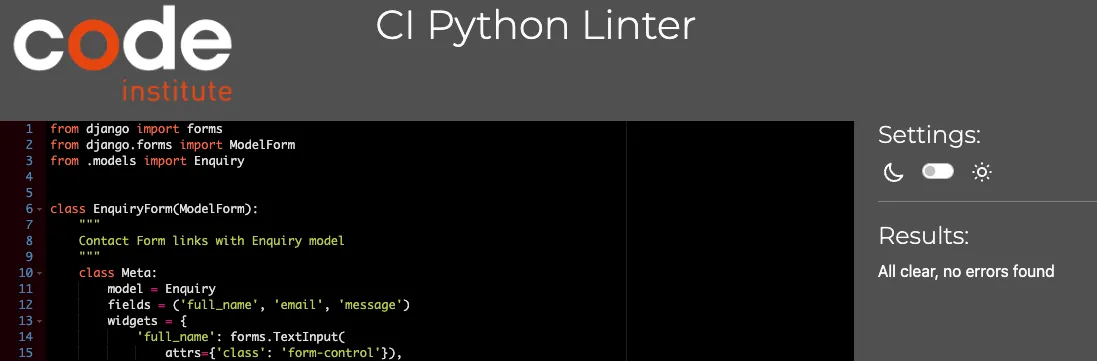 code
institute
CI Python Linter
1 from django import forms
2 from django.forms import ModelForm
3 from .models import Enquiry
4
5
6 class EnquiryForm(ModelForm):
7     """
8     Contact Form links with Enquiry model
9     """
10     class Meta:
11         model = Enquiry
12         fields = ('full_name', 'email', 'message')
13         widgets = {
14             'full_name': forms.TextInput(
15                 attrs={'class': 'form-control'}),
Settings:
Results:
All clear, no errors found